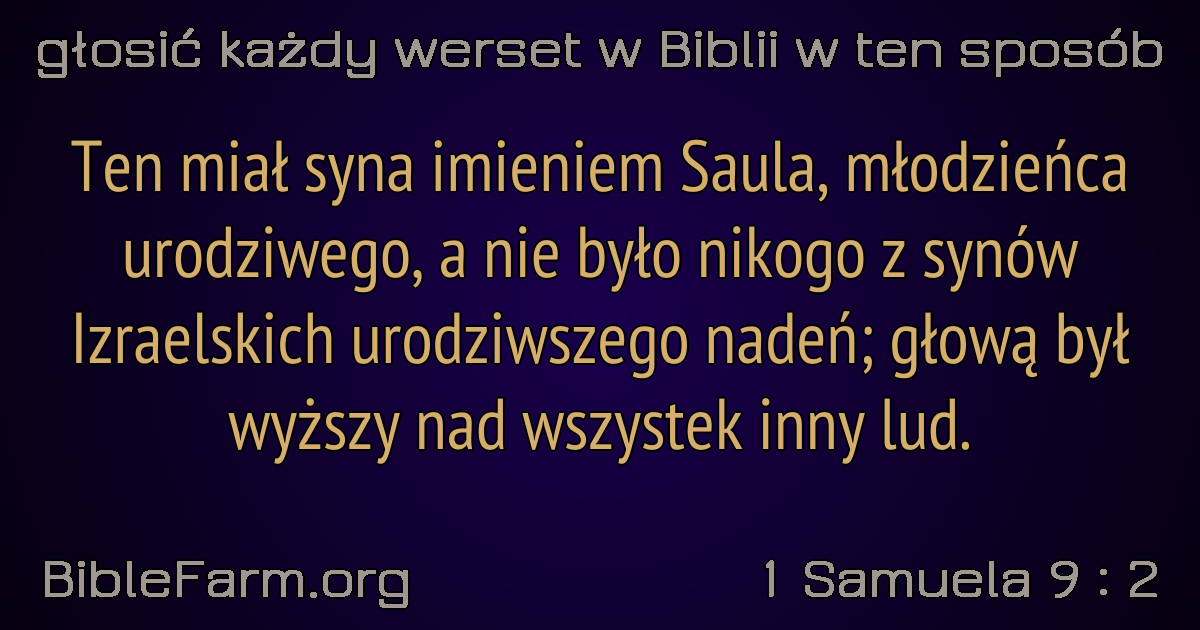 głosić każdy werset w Biblii w ten sposób
Ten miał syna imieniem Saula, młodzieńca
urodziwego, a nie było nikogo z synów
Izraelskich urodziwszego nadeń; głową był
wyższy nad wszystek inny lud.
BibleFarm.org
1 Samuela 9 : 2